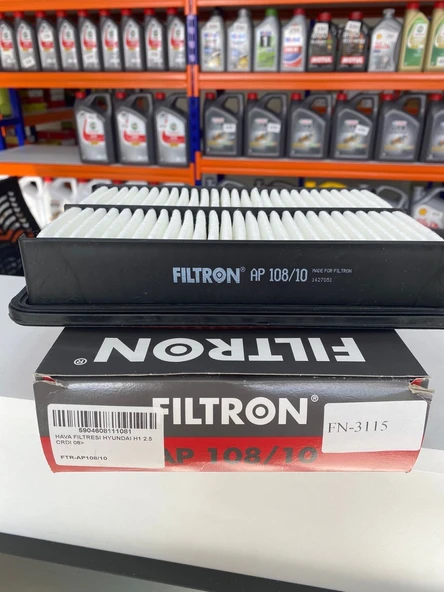 FILTRON® AP 108/10 MADE FOR FILTRON
1427051
FILTRON®
FILTRON®
AP 108/10
5904608111081
HAVA FILTRESI HYUNDAI H1 2.5
CRDI 08>
FTR-AP108/10
FN-3115